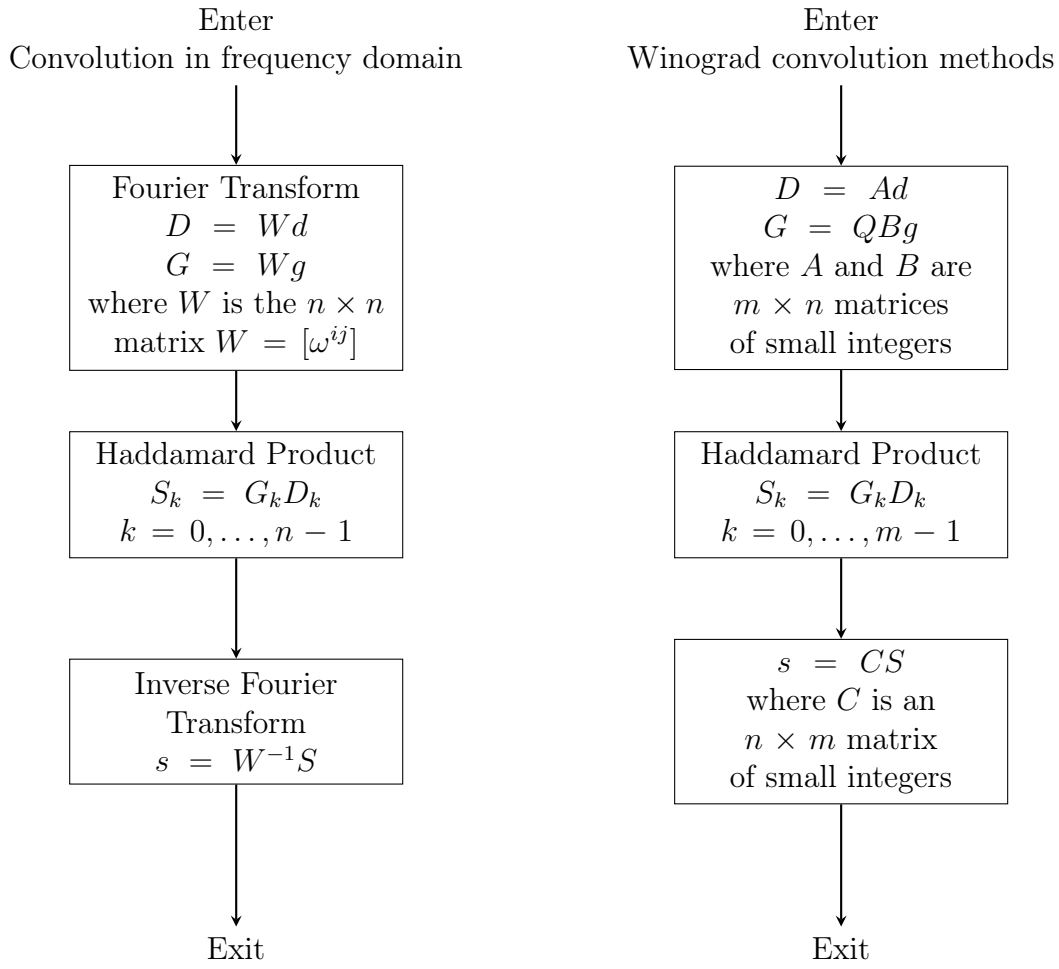 Enter
Convolution in frequency domain
Fourier Transform
D = Wd
G = Wg
where W is the n × n
matrix W = [ω^{ij}]
Haddamard Product
S_k = G_kD_k
k = 0, . . . , n − 1
Inverse Fourier
Transform
s = W^{−1}S
Exit
Enter
Winograd convolution methods
D = Ad
G = QBg
where A and B are
m × n matrices
of small integers
Haddamard Product
S_k = G_kD_k
k = 0, . . . , m − 1
s = CS
where C is an
n × m matrix
of small integers
Exit